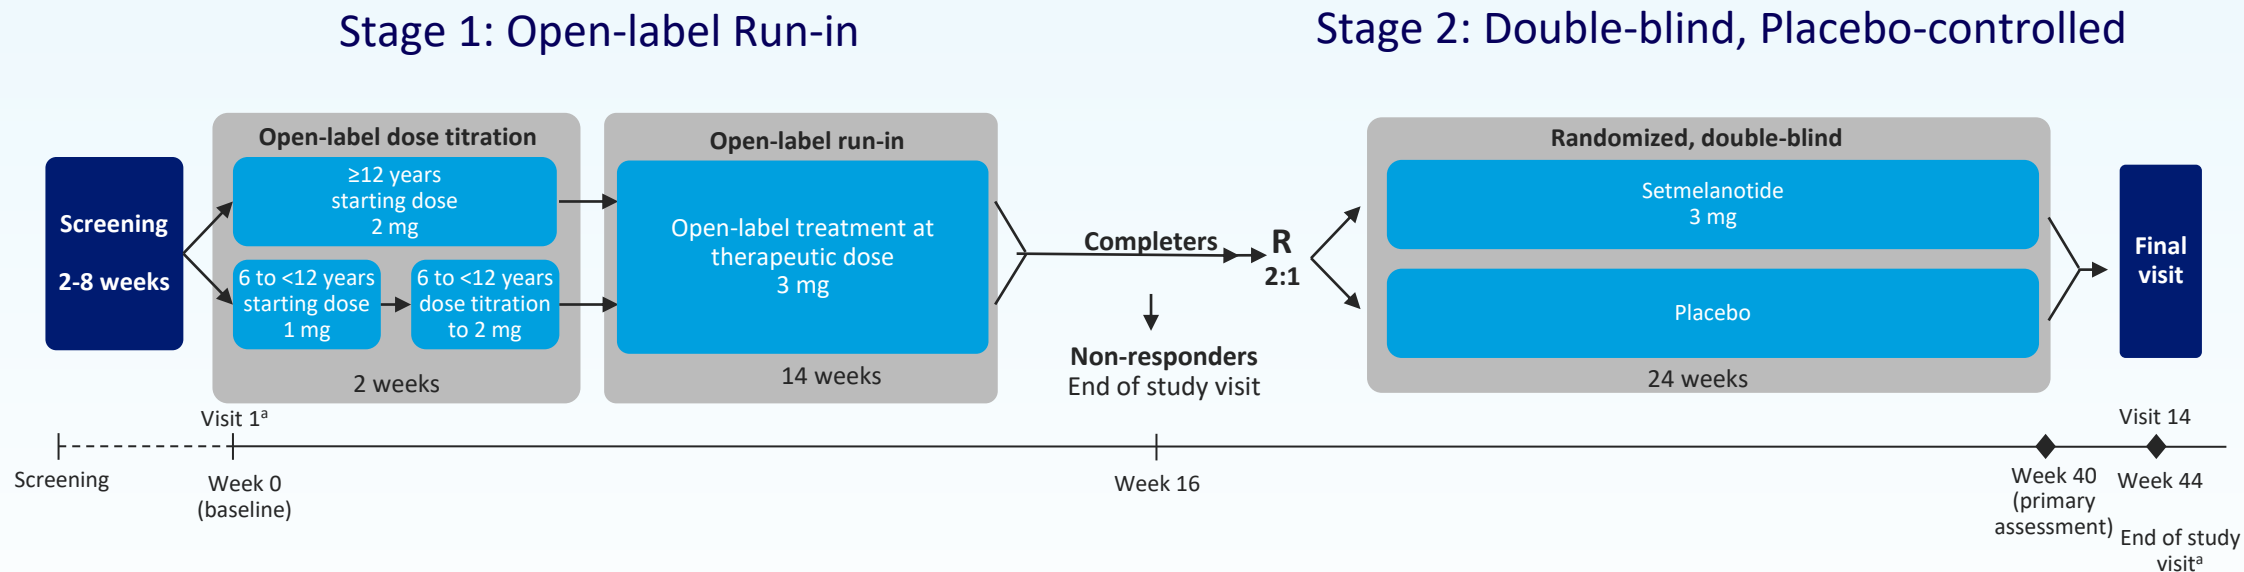 Stage 1: Open-label Run-in
Stage 2: Double-blind, Placebo-controlled
Screening
2-8 weeks
Open-label dose titration
≥12 years
starting dose
2 mg
6 to <12 years
starting dose
1 mg
6 to <12 years
dose titration
to 2 mg
2 weeks
Open-label run-in
Open-label treatment at
therapeutic dose
3 mg
14 weeks
Completers
R
2:1
Non-responders
End of study visit
Randomized, double-blind
Setmelanotide
3 mg
Placebo
24 weeks
Final
visit
Visit 1ᵃ
Visit 14
Screening
Week 0
(baseline)
Week 16
Week 40
(primary
assessment)
Week 44
End of study
visitᵃ